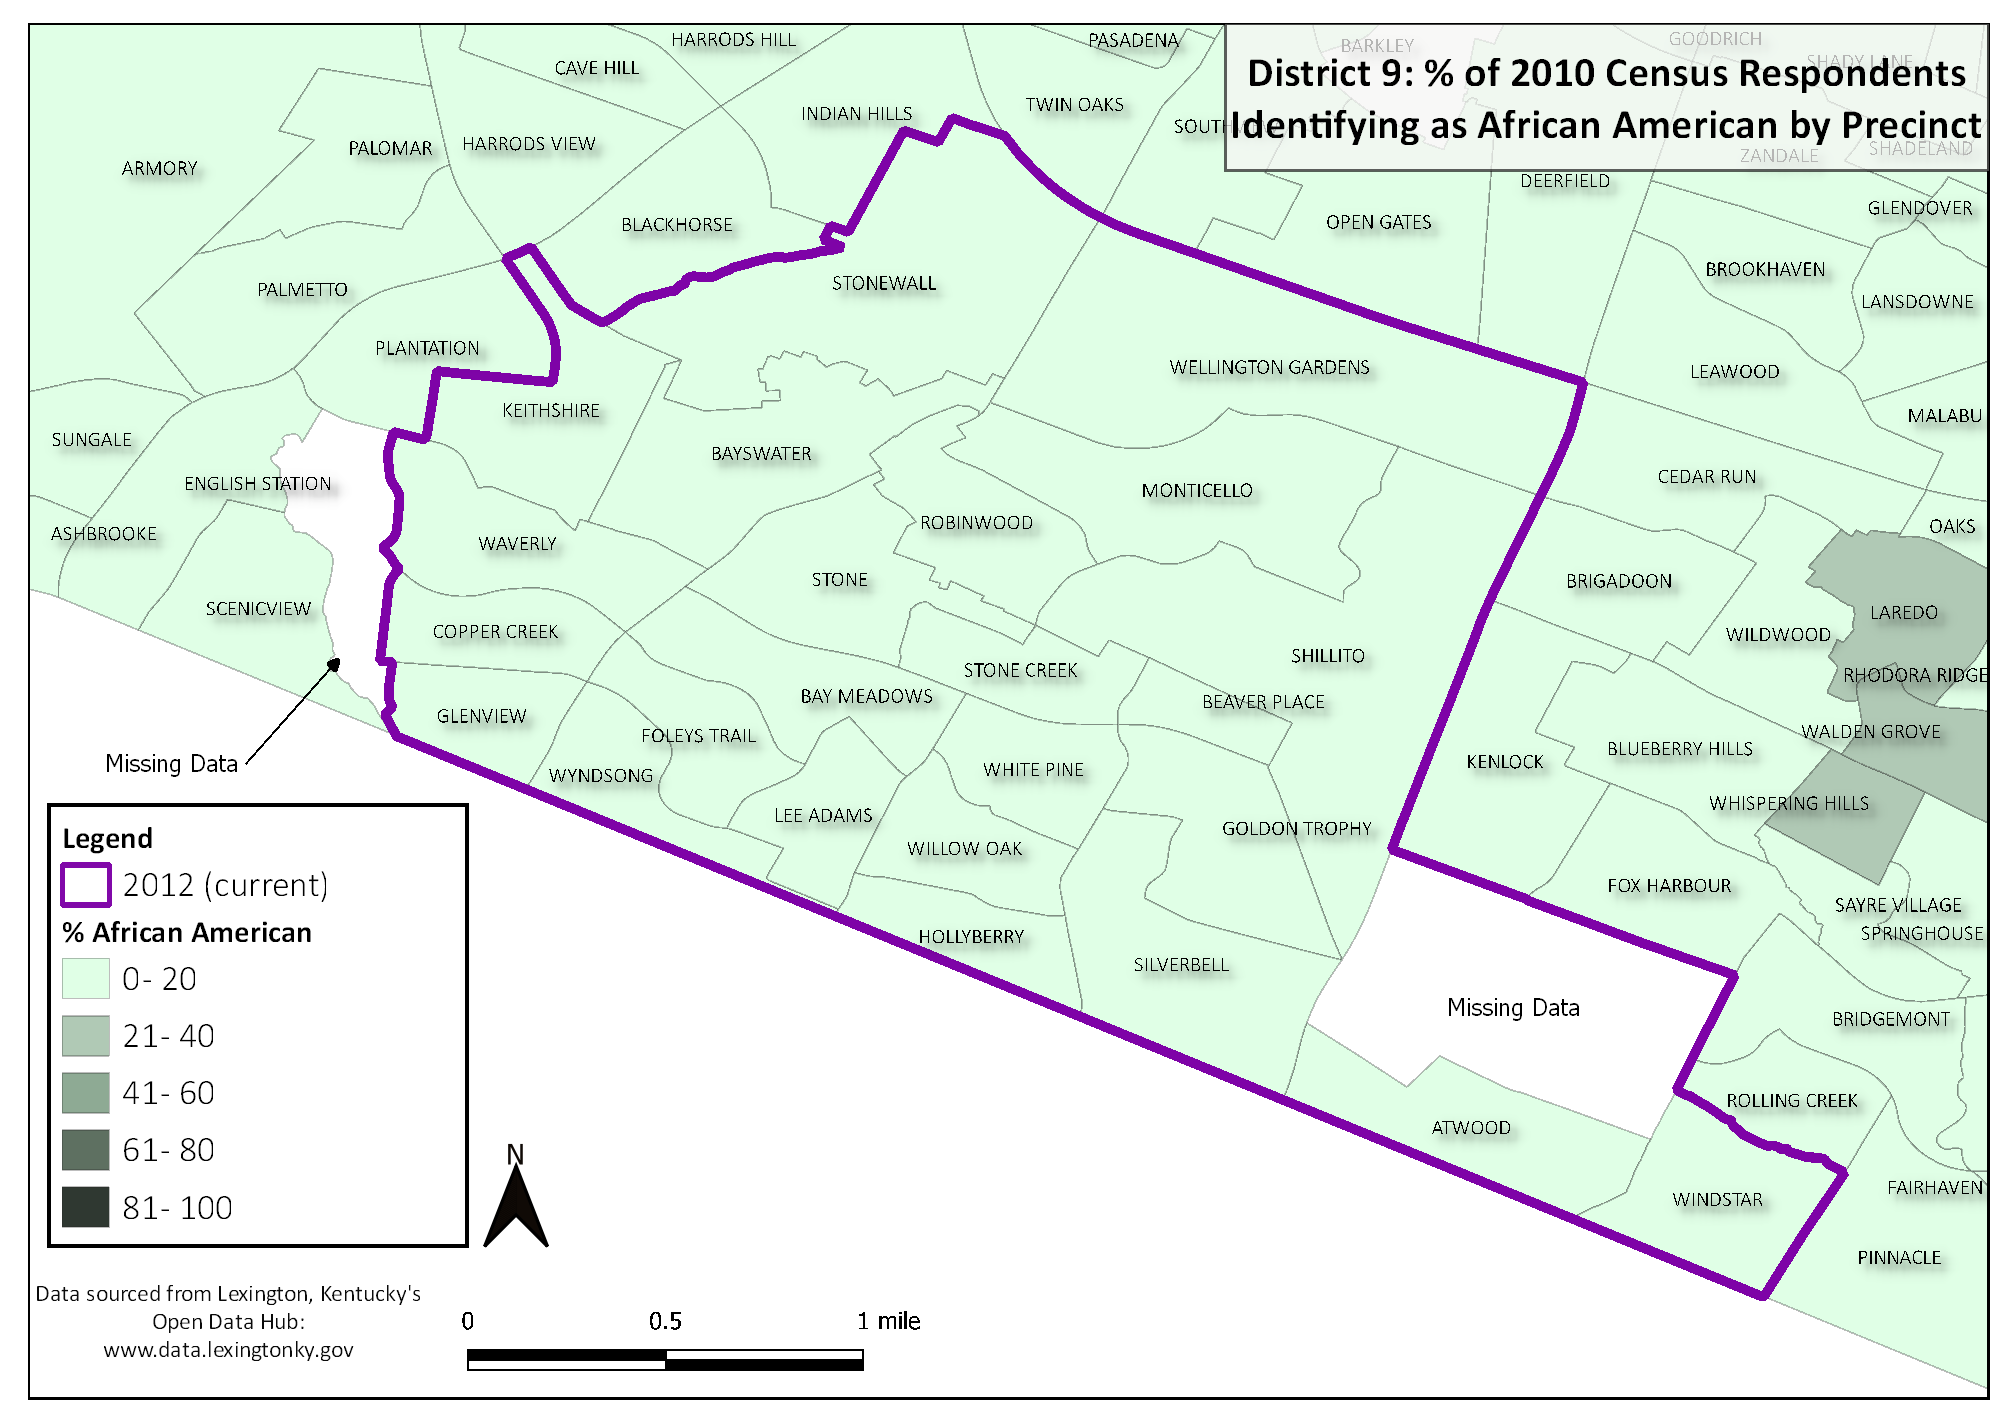 HARRODS HILL
PASADENA
BARKLEY
GOODRICH
CAVE HILL
SHADY LANE
District 9: % of 2010 Census Respondents
Identifying as African American by Precinct
INDIAN HILLS
TWIN OAKS
PALOMAR
HARRODS VIEW
ZANDALE
SHADELAND
ARMORY
DEERFIELD
BLACKHORSE
OPEN GATES
GLENDOVER
PALMETTO
STONEWALL
BROOKHAVEN
LANSDOWNE
PLANTATION
WELLINGTON GARDENS
LEAWOOD
KEITHSHIRE
MALABU
SUNGALE
BAYSWATER
ENGLISH STATION
MONTICELLO
CEDAR RUN
ASHBROOKE
WAVERLY
ROBINWOOD
OAKS
STONE
BRIGADOON
SCENICVIEW
LAREDO
COPPER CREEK
WILDWOOD
SHILLITO
STONE CREEK
RHODORA RIDGE
BAY MEADOWS
BEAVER PLACE
GLENVIEW
FOLEYS TRAIL
WALDEN GROVE
BLUEBERRY HILLS
Missing Data
WYNDSONG
WHITE PINE
KENLOCK
LEE ADAMS
GOLDON TROPHY
WHISPERING HILLS
WILLOW OAK
FOX HARBOUR
SAYRE VILLAGE
HOLLYBERRY
SPRINGHOUSE
SILVERBELL
Missing Data
BRIDGEMONT
ROLLING CREEK
ATWOOD
WINDSTAR
FAIRHAVEN
PINNACLE
Legend
2012 (current)
% African American
0- 20
21- 40
41- 60
61- 80
81- 100
N
Data sourced from Lexington, Kentucky's
Open Data Hub:
www.data.lexingtonky.gov
0 0.5 1 mile